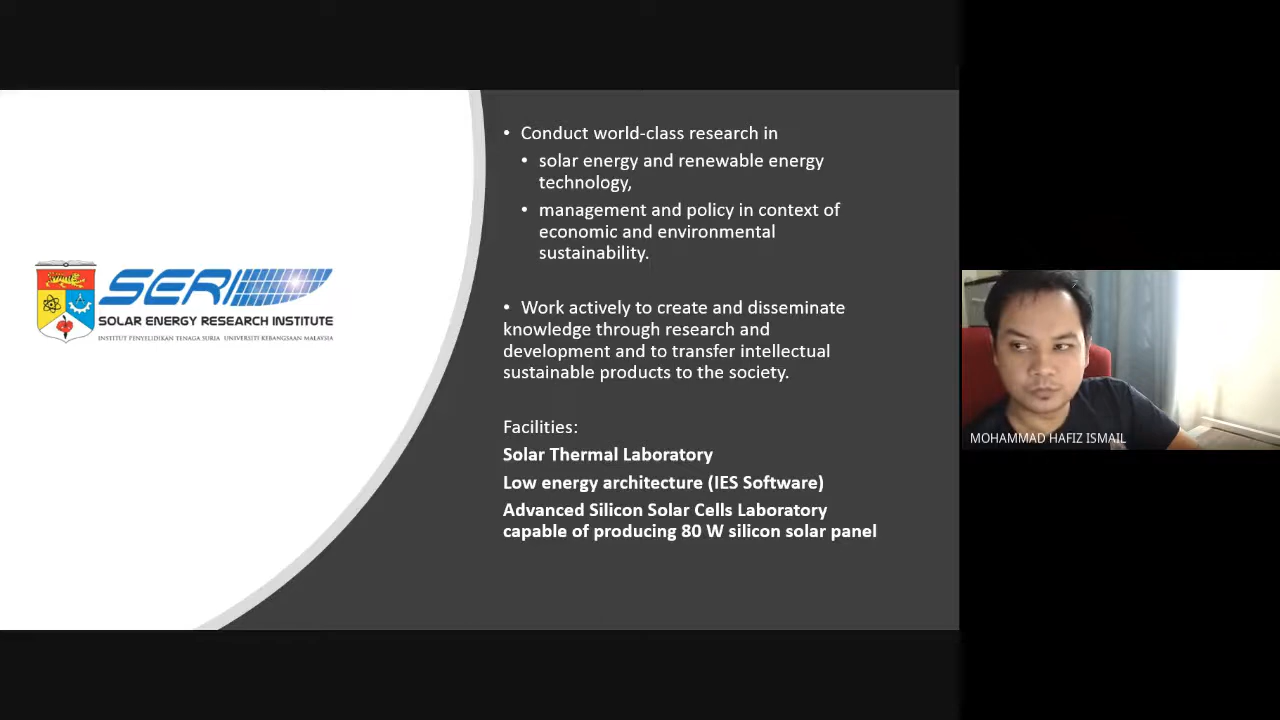 SERI
SOLAR ENERGY RESEARCH INSTITUTE
INSTITUT PENYELIDIKAN TENAGA SURIA UNIVERSITI KEBANGSAAN MALAYSIA
• Conduct world-class research in
• solar energy and renewable energy
technology,
• management and policy in context of
economic and environmental
sustainability.
• Work actively to create and disseminate
knowledge through research and
development and to transfer intellectual
sustainable products to the society.
Facilities:
Solar Thermal Laboratory
Low energy architecture (IES Software)
Advanced Silicon Solar Cells Laboratory
capable of producing 80 W silicon solar panel
MOHAMMAD HAFIZ ISMAIL